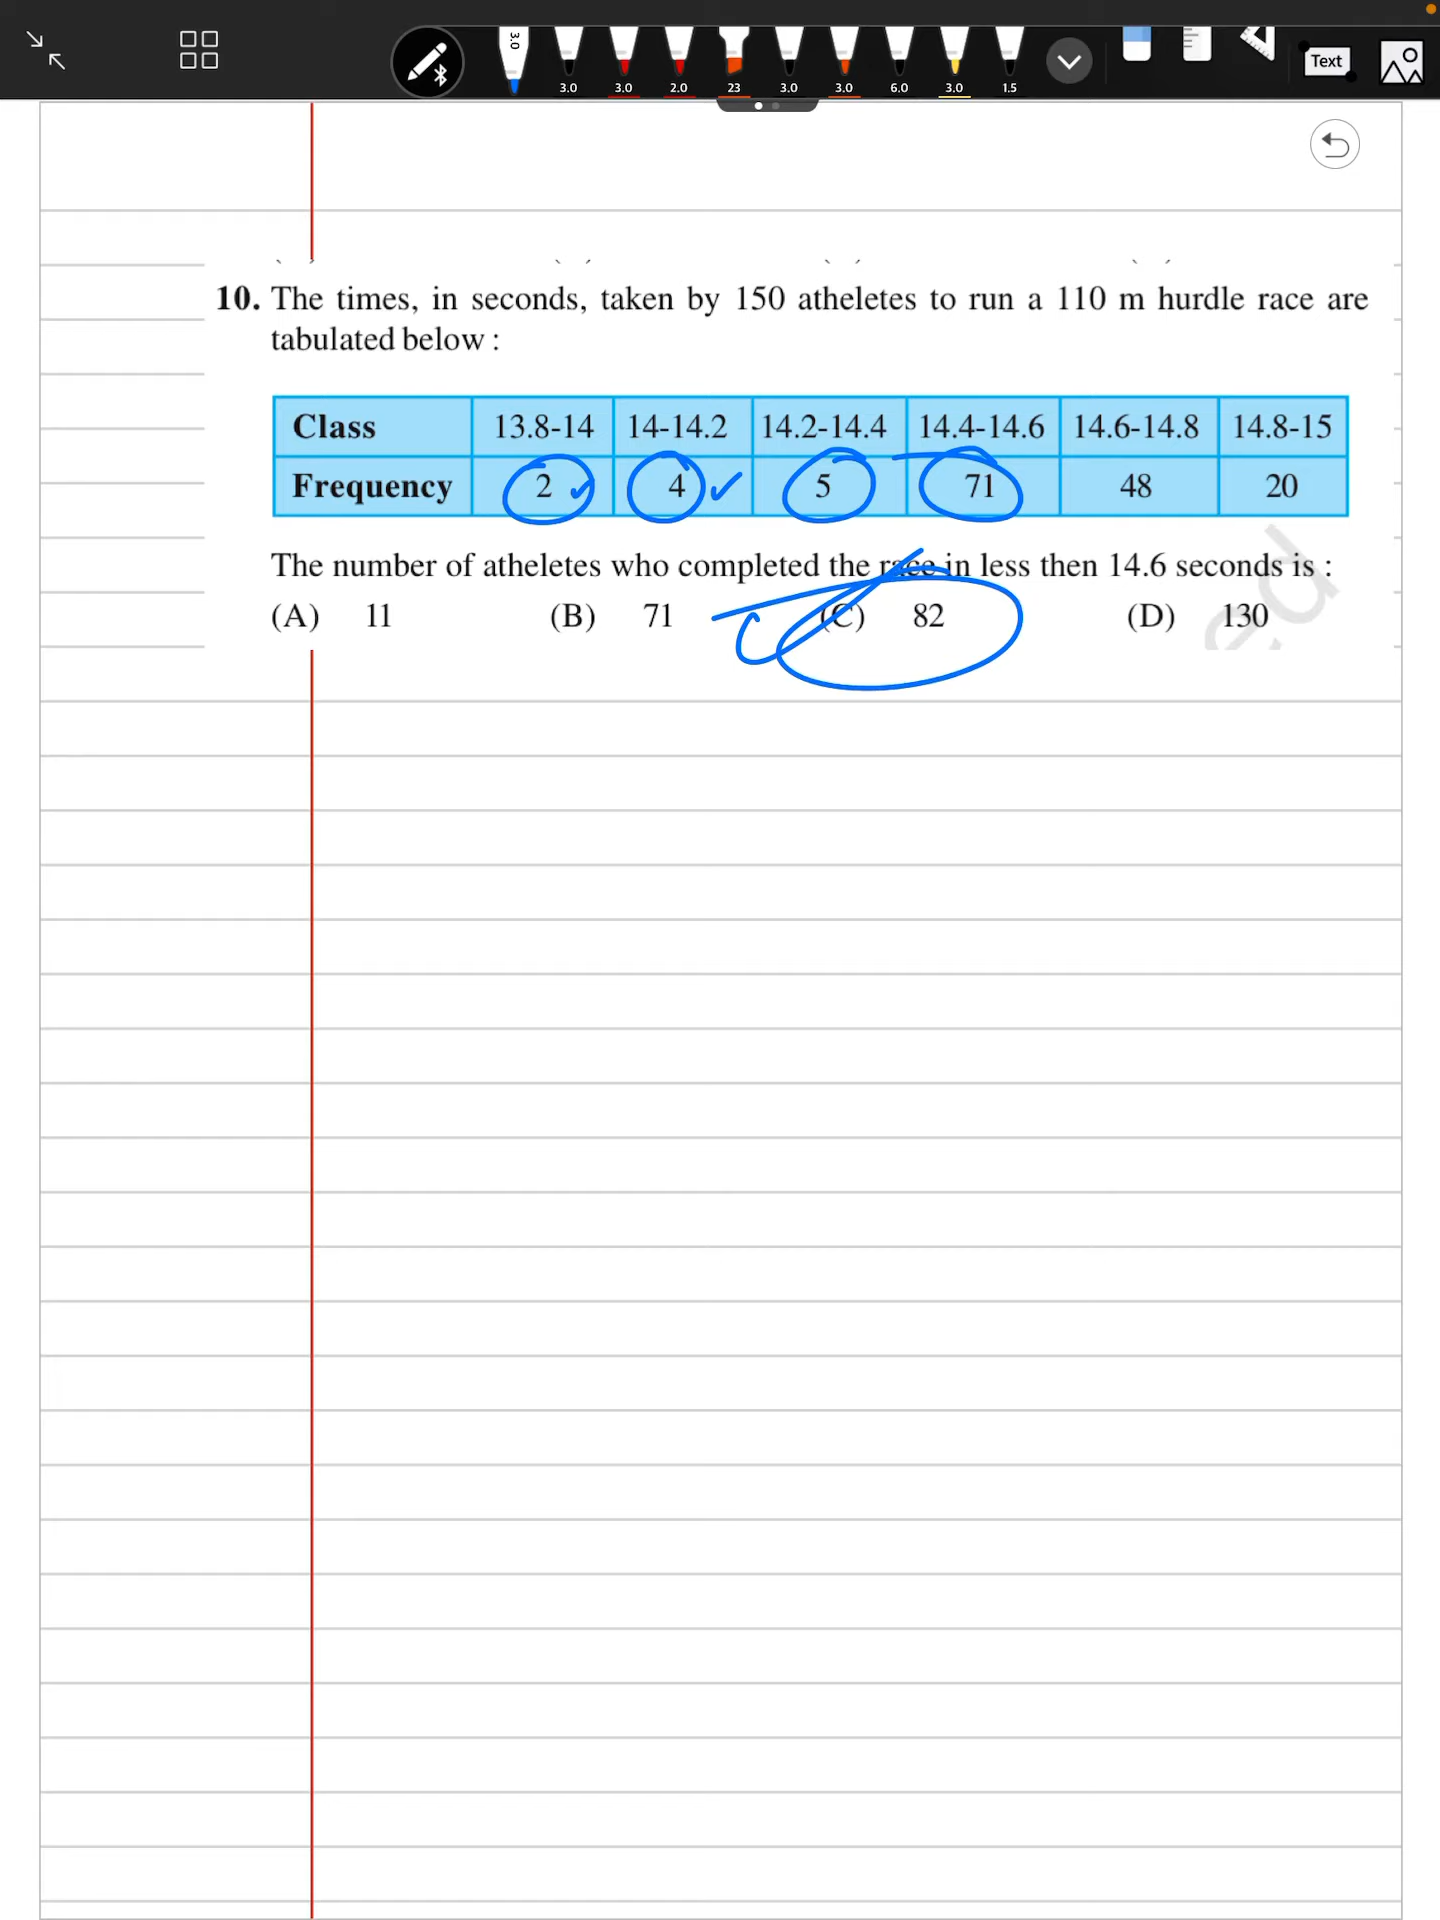 3.0 3.0 3.0 2.0 23 3.0 3.0 6.0 3.0 1.5 Text
10. The times, in seconds, taken by 150 atheletes to run a 110 m hurdle race are
tabulated below :
Class 13.8-14 14-14.2 14.2-14.4 14.4-14.6 14.6-14.8 14.8-15
Frequency 2 4 5 71 48 20
The number of atheletes who completed the race in less then 14.6 seconds is :
(A) 11 (B) 71 (C) 82 (D) 130